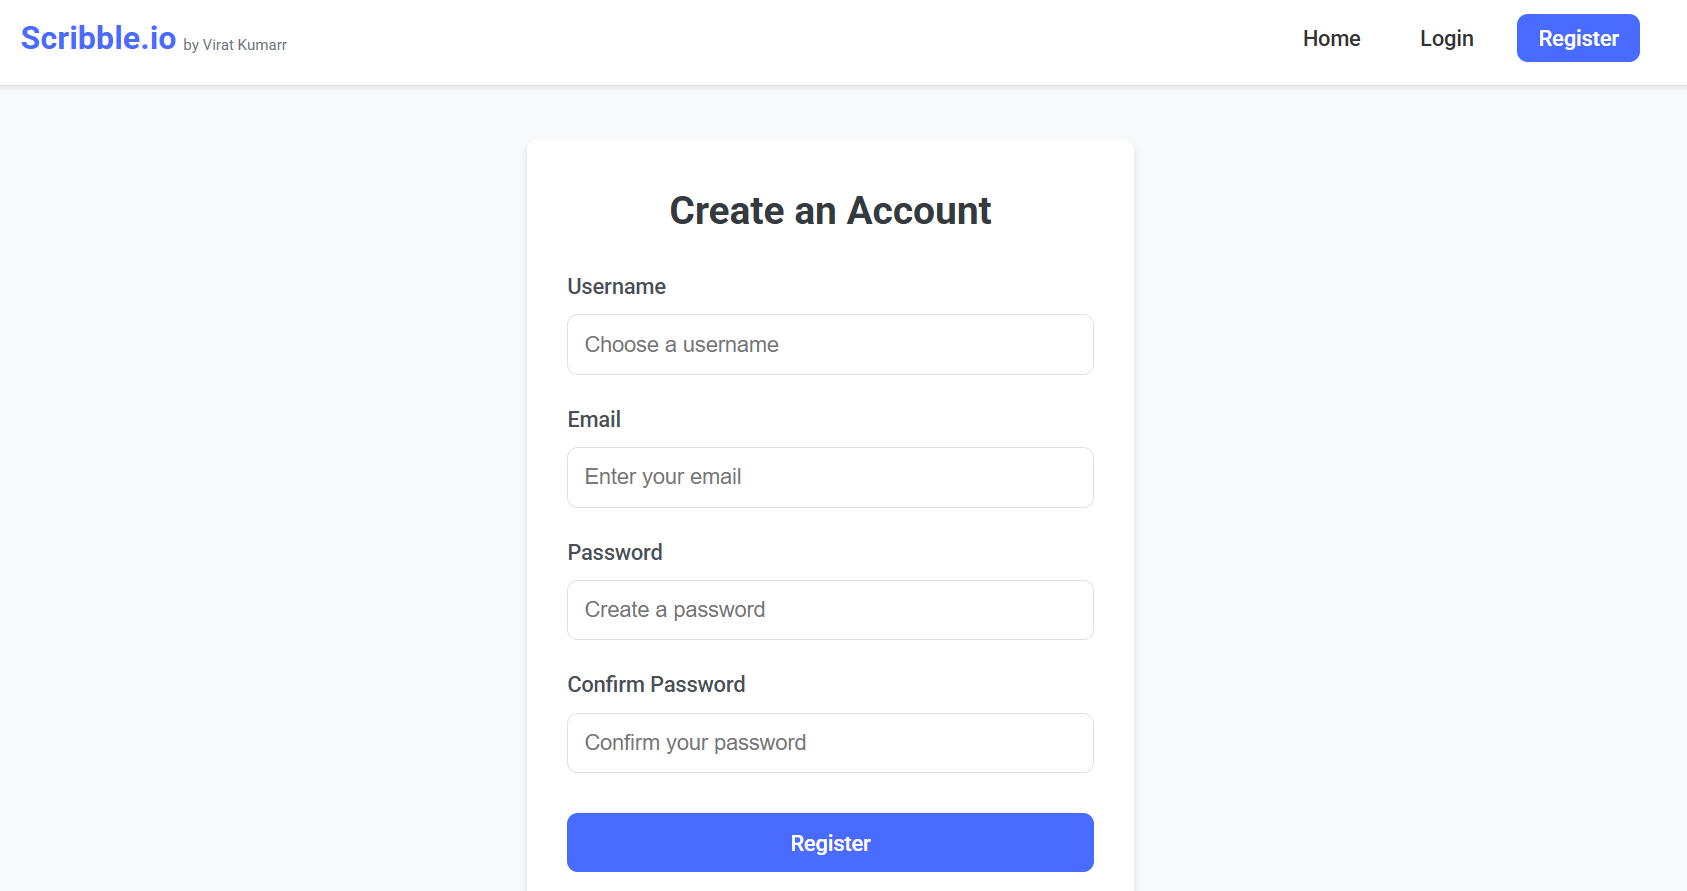 Scribble.io by Virat Kumarr
Home Login Register
Create an Account
Username
Choose a username
Email
Enter your email
Password
Create a password
Confirm Password
Confirm your password
Register